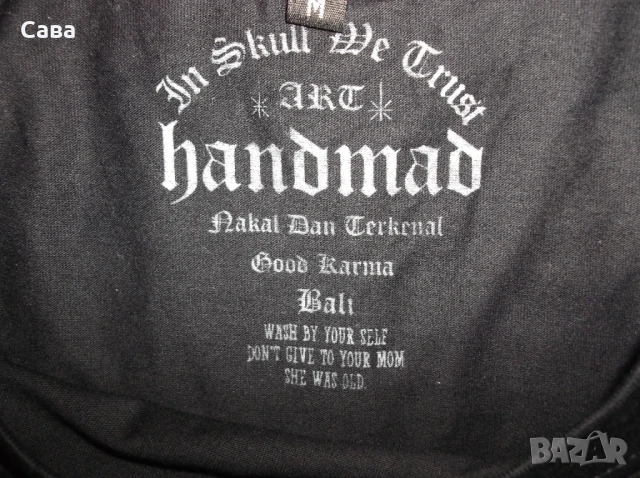 Сава
M
In Skull We Trust
ART
handmad
Nakal Dan Terkenal
Good Karma
Bali
WASH BY YOUR SELF
DON'T GIVE TO YOUR MOM
SHE WAS OLD.
BAZAR